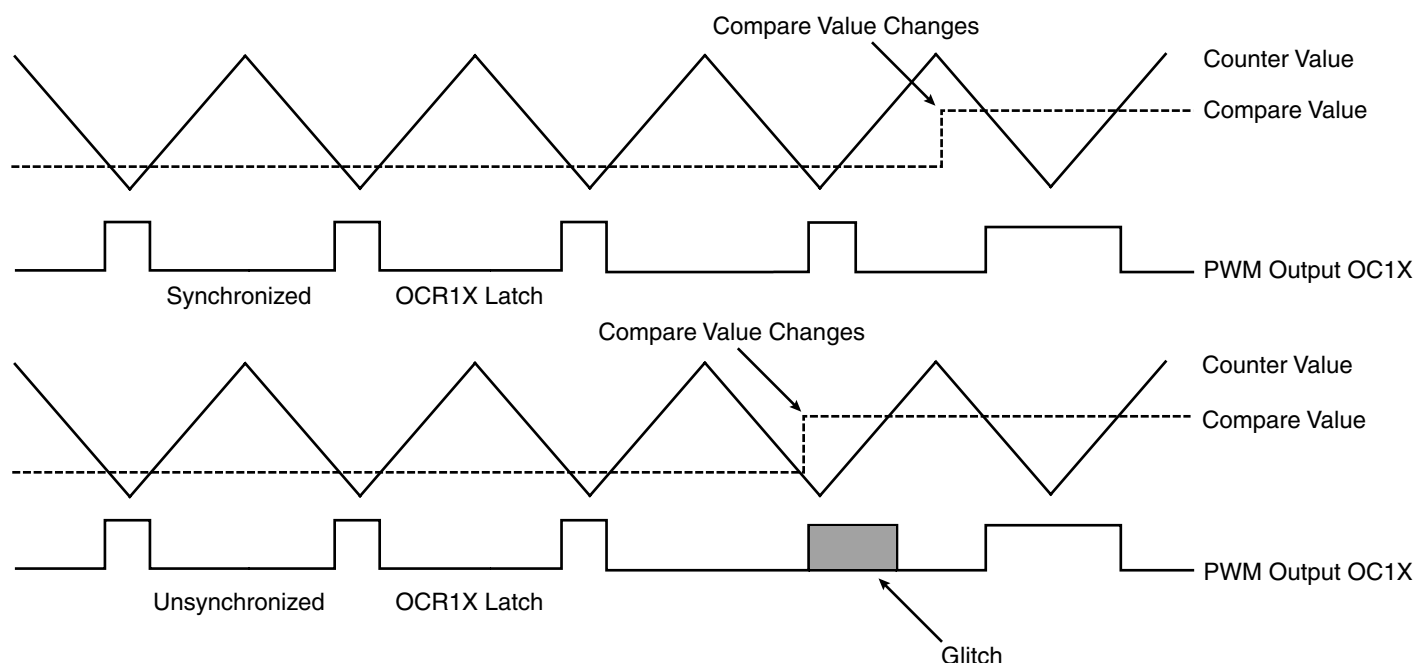 Compare Value Changes
Counter Value
Compare Value
PWM Output OC1X
Synchronized OCR1X Latch
Compare Value Changes
Counter Value
Compare Value
PWM Output OC1X
Unsynchronized OCR1X Latch
Glitch